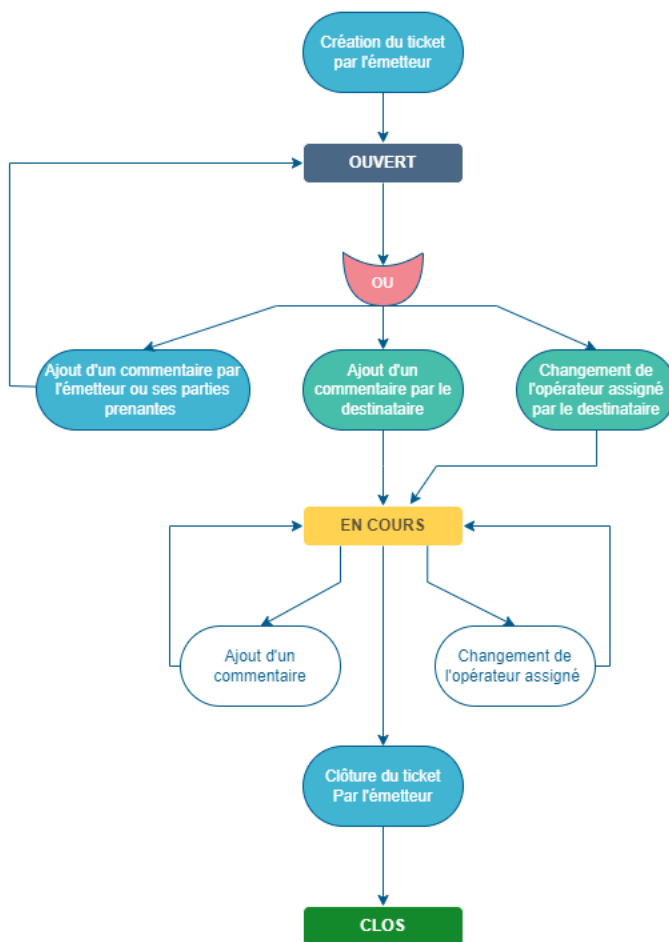 Création du ticket
par l'émetteur
OUVERT
OU
Ajout d'un commentaire par
l'émetteur ou ses parties
prenantes
Ajout d'un
commentaire par le
destinataire
Changement de
l'opérateur assigné
par le destinataire
EN COURS
Ajout d'un
commentaire
Changement de
l'opérateur assigné
Clôture du ticket
Par l'émetteur
CLOS